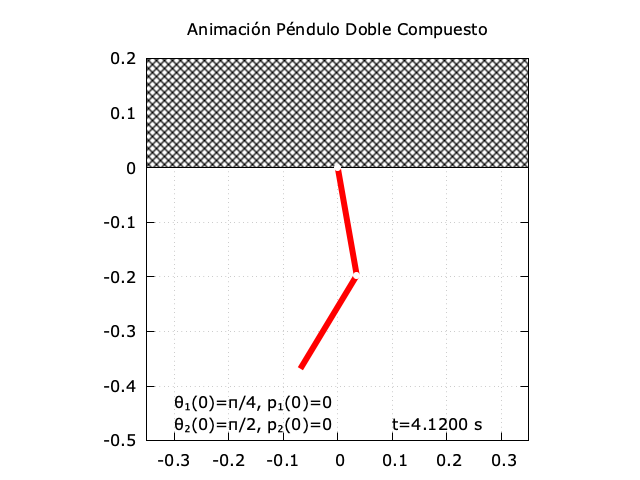 Animación Péndulo Doble Compuesto
0.2
0.1
0
-0.1
-0.2
-0.3
-0.4
-0.5
θ₁(0)=π/4, p₁(0)=0
θ₂(0)=π/2, p₂(0)=0
t=4.1200 s
-0.3 -0.2 -0.1 0 0.1 0.2 0.3